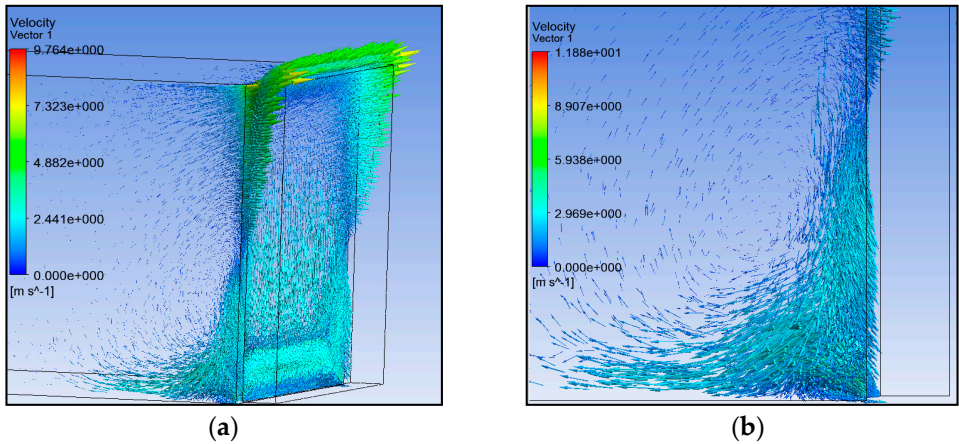 Velocity
Vector 1
9.764e+000
7.323e+000
4.882e+000
2.441e+000
0.000e+000
[m s^-1]
(a)
Velocity
Vector 1
1.188e+001
8.907e+000
5.938e+000
2.969e+000
0.000e+000
[m s^-1]
(b)